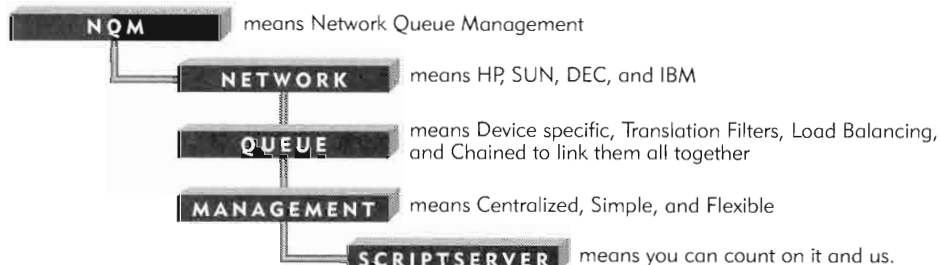 NQM means Network Queue Management
NETWORK means HP, SUN, DEC, and IBM
QUEUE means Device specific, Translation Filters, Load Balancing,
and Chained to link them all together
MANAGEMENT means Centralized, Simple, and Flexible
SCRIPTSERVER means you can count on it and us.